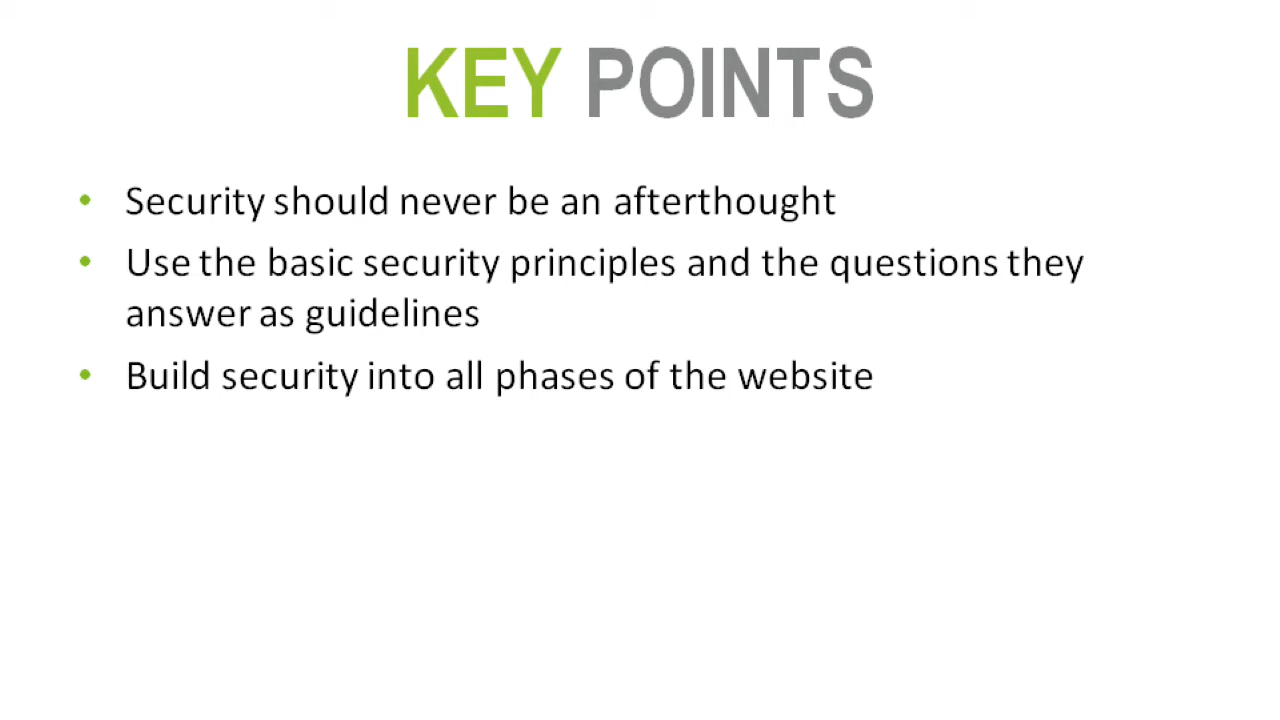 KEY POINTS
• Security should never be an afterthought
• Use the basic security principles and the questions they
answer as guidelines
• Build security into all phases of the website